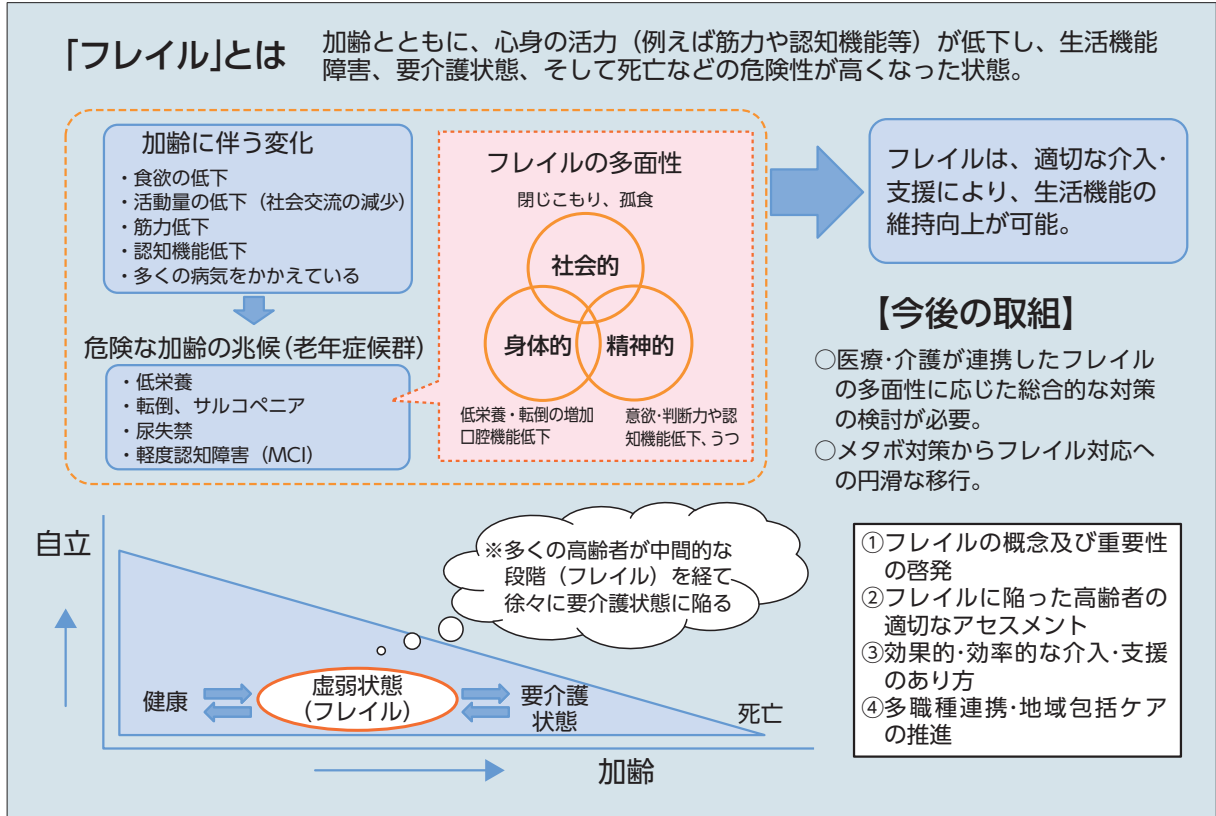 「フレイル」とは
加齢とともに、心身の活力（例えば筋力や認知機能等）が低下し、生活機能
障害、要介護状態、そして死亡などの危険性が高くなった状態。
加齢に伴う変化
・食欲の低下
・活動量の低下（社会交流の減少）
・筋力低下
・認知機能低下
・多くの病気をかかえている
危険な加齢の兆候（老年症候群）
・低栄養
・転倒、サルコペニア
・尿失禁
・軽度認知障害（MCI）
フレイルの多面性
閉じこもり、孤食
社会的
身体的
精神的
低栄養・転倒の増加
口腔機能低下
意欲・判断力や認
知機能低下、うつ
フレイルは、適切な介入・
支援により、生活機能の
維持向上が可能。
【今後の取組】
○医療・介護が連携したフレイル
の多面性に応じた総合的な対策
の検討が必要。
○メタボ対策からフレイル対応へ
の円滑な移行。
①フレイルの概念及び重要性
の啓発
②フレイルに陥った高齢者の
適切なアセスメント
③効果的・効率的な介入・支援
のあり方
④多職種連携・地域包括ケア
の推進
自立
※多くの高齢者が中間的な
段階（フレイル）を経て
徐々に要介護状態に陥る
健康
虚弱状態
（フレイル）
要介護
状態
死亡
加齢